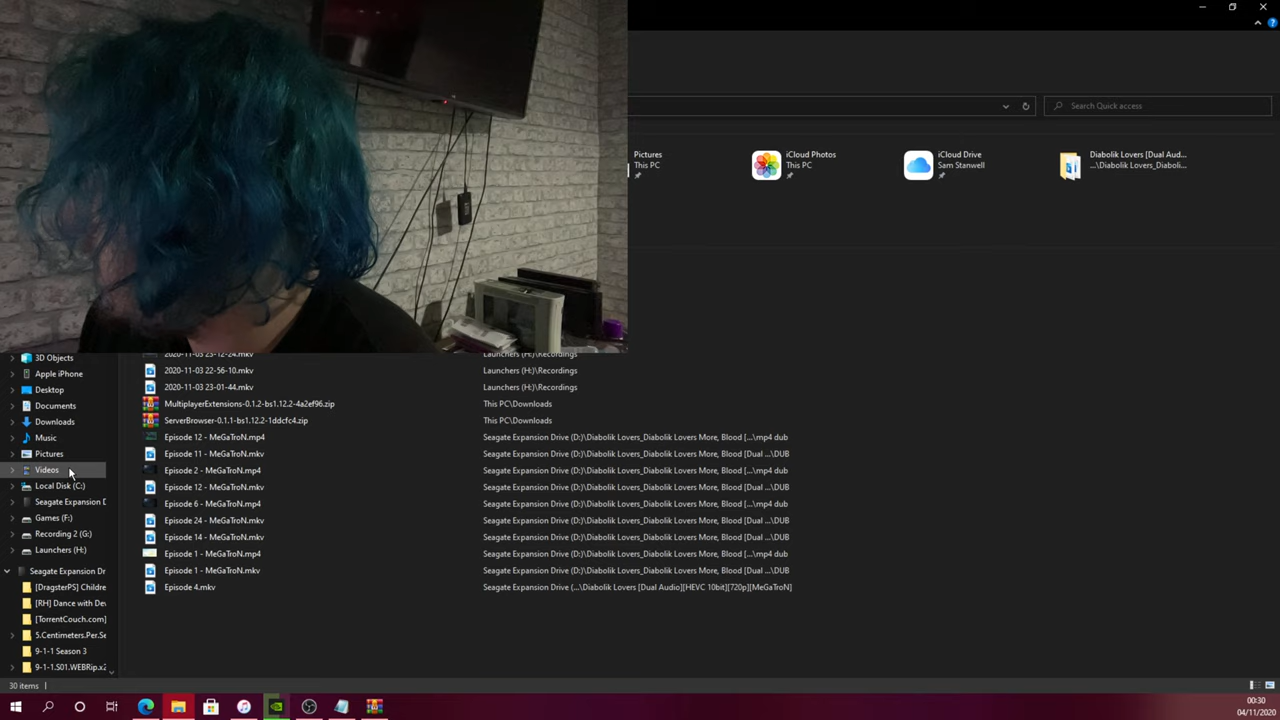 Search Quick access
Pictures
This PC
iCloud Photos
This PC
iCloud Drive
Sam Stanwell
Diabolik Lovers [Dual Aud...
...\Diabolik Lovers_Diaboli...
3D Objects
Apple iPhone
Desktop
Documents
Downloads
Music
Pictures
Videos
Local Disk (C:)
Seagate Expansion D
Games (F:)
Recording 2 (G:)
Launchers (H:)
Seagate Expansion Dr
[DragsterPS] Childre
[RH] Dance with Dev
[TorrentCouch.com]
5.Centimeters.Per.Se
9-1-1 Season 3
9-1-1.S01.WEBRip.x2
2020-11-03 23-12-24.mkv Launchers (H:)\Recordings
2020-11-03 22-56-10.mkv Launchers (H:)\Recordings
2020-11-03 23-01-44.mkv Launchers (H:)\Recordings
MultiplayerExtensions-0.1.2-bs1.12.2-4a2ef96.zip This PC\Downloads
ServerBrowser-0.1.1-bs1.12.2-1ddcfc4.zip This PC\Downloads
Episode 12 - MeGaTroN.mp4 Seagate Expansion Drive (D:)\Diabolik Lovers_Diabolik Lovers More, Blood [...\mp4 dub
Episode 11 - MeGaTroN.mkv Seagate Expansion Drive (D:)\Diabolik Lovers_Diabolik Lovers More, Blood [Dual ...\DUB
Episode 2 - MeGaTroN.mp4 Seagate Expansion Drive (D:)\Diabolik Lovers_Diabolik Lovers More, Blood [...\mp4 dub
Episode 12 - MeGaTroN.mkv Seagate Expansion Drive (D:)\Diabolik Lovers_Diabolik Lovers More, Blood [Dual ...\DUB
Episode 6 - MeGaTroN.mp4 Seagate Expansion Drive (D:)\Diabolik Lovers_Diabolik Lovers More, Blood [...\mp4 dub
Episode 24 - MeGaTroN.mkv Seagate Expansion Drive (D:)\Diabolik Lovers_Diabolik Lovers More, Blood [Dual ...\DUB
Episode 14 - MeGaTroN.mkv Seagate Expansion Drive (D:)\Diabolik Lovers_Diabolik Lovers More, Blood [Dual ...\DUB
Episode 1 - MeGaTroN.mp4 Seagate Expansion Drive (D:)\Diabolik Lovers_Diabolik Lovers More, Blood [...\mp4 dub
Episode 1 - MeGaTroN.mkv Seagate Expansion Drive (D:)\Diabolik Lovers_Diabolik Lovers More, Blood [Dual ...\DUB
Episode 4.mkv Seagate Expansion Drive (...\Diabolik Lovers [Dual Audio][HEVC 10bit][720p][MeGaTroN]
30 items
00:30
04/11/2020